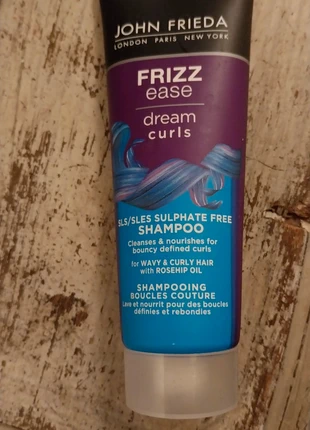 JOHN FRIEDA
LONDON PARIS NEW YORK
FRIZZ
ease
dream
curls
SLS/SLES SULPHATE FREE
SHAMPOO
Cleanses & nourishes for
bouncy defined curls
for WAVY & CURLY HAIR
with ROSEHIP OIL
SHAMPOOING
BOUCLES COUTURE
Lave et nourrit pour des boucles
définies et rebondies